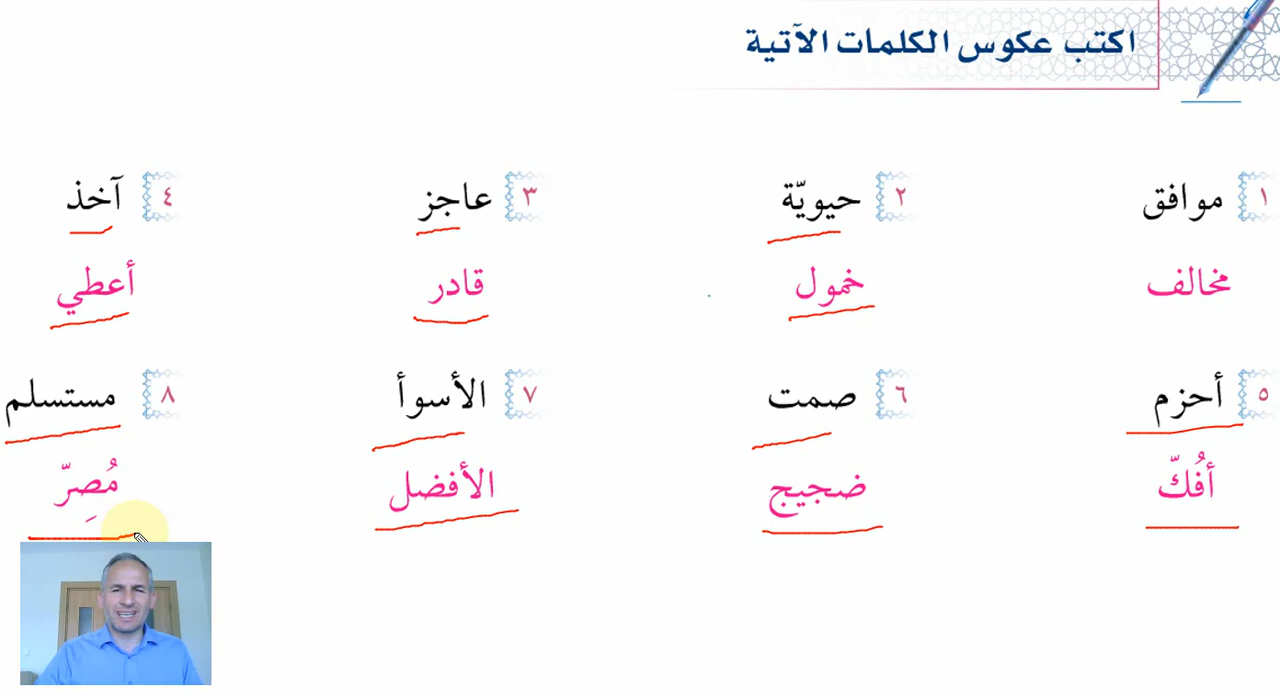 اكتب عكوس الكلمات الآتية
١ موافق ٢ حيويّة ٣ عاجز ٤ آخذ
مخالف خمول قادر أعطي
٥ أحزم ٦ صمت ٧ الأسوأ ٨ مستسلم
أفُكّ ضجيج الأفضل مُصِرّ